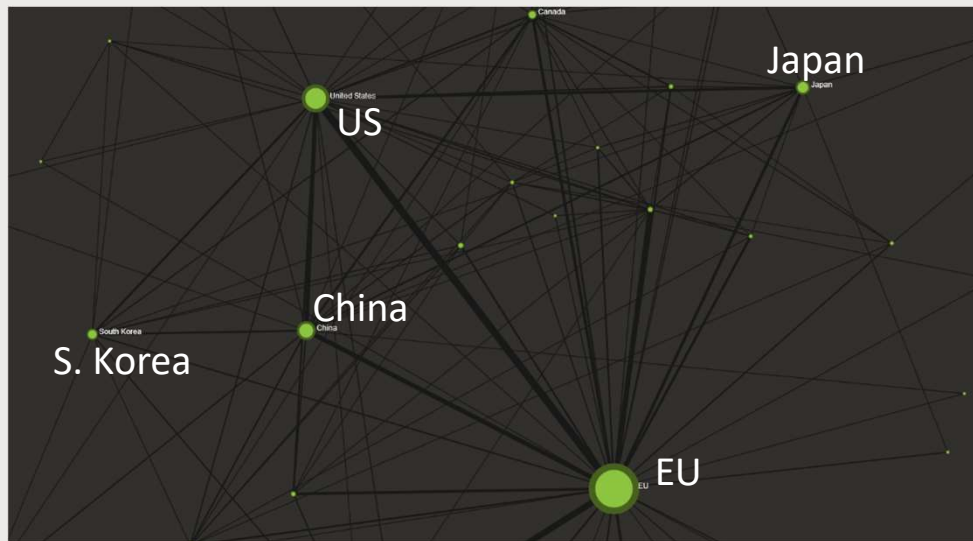 Canada
Japan
Japan
United States
US
China
China
South Korea
S. Korea
EU
EU